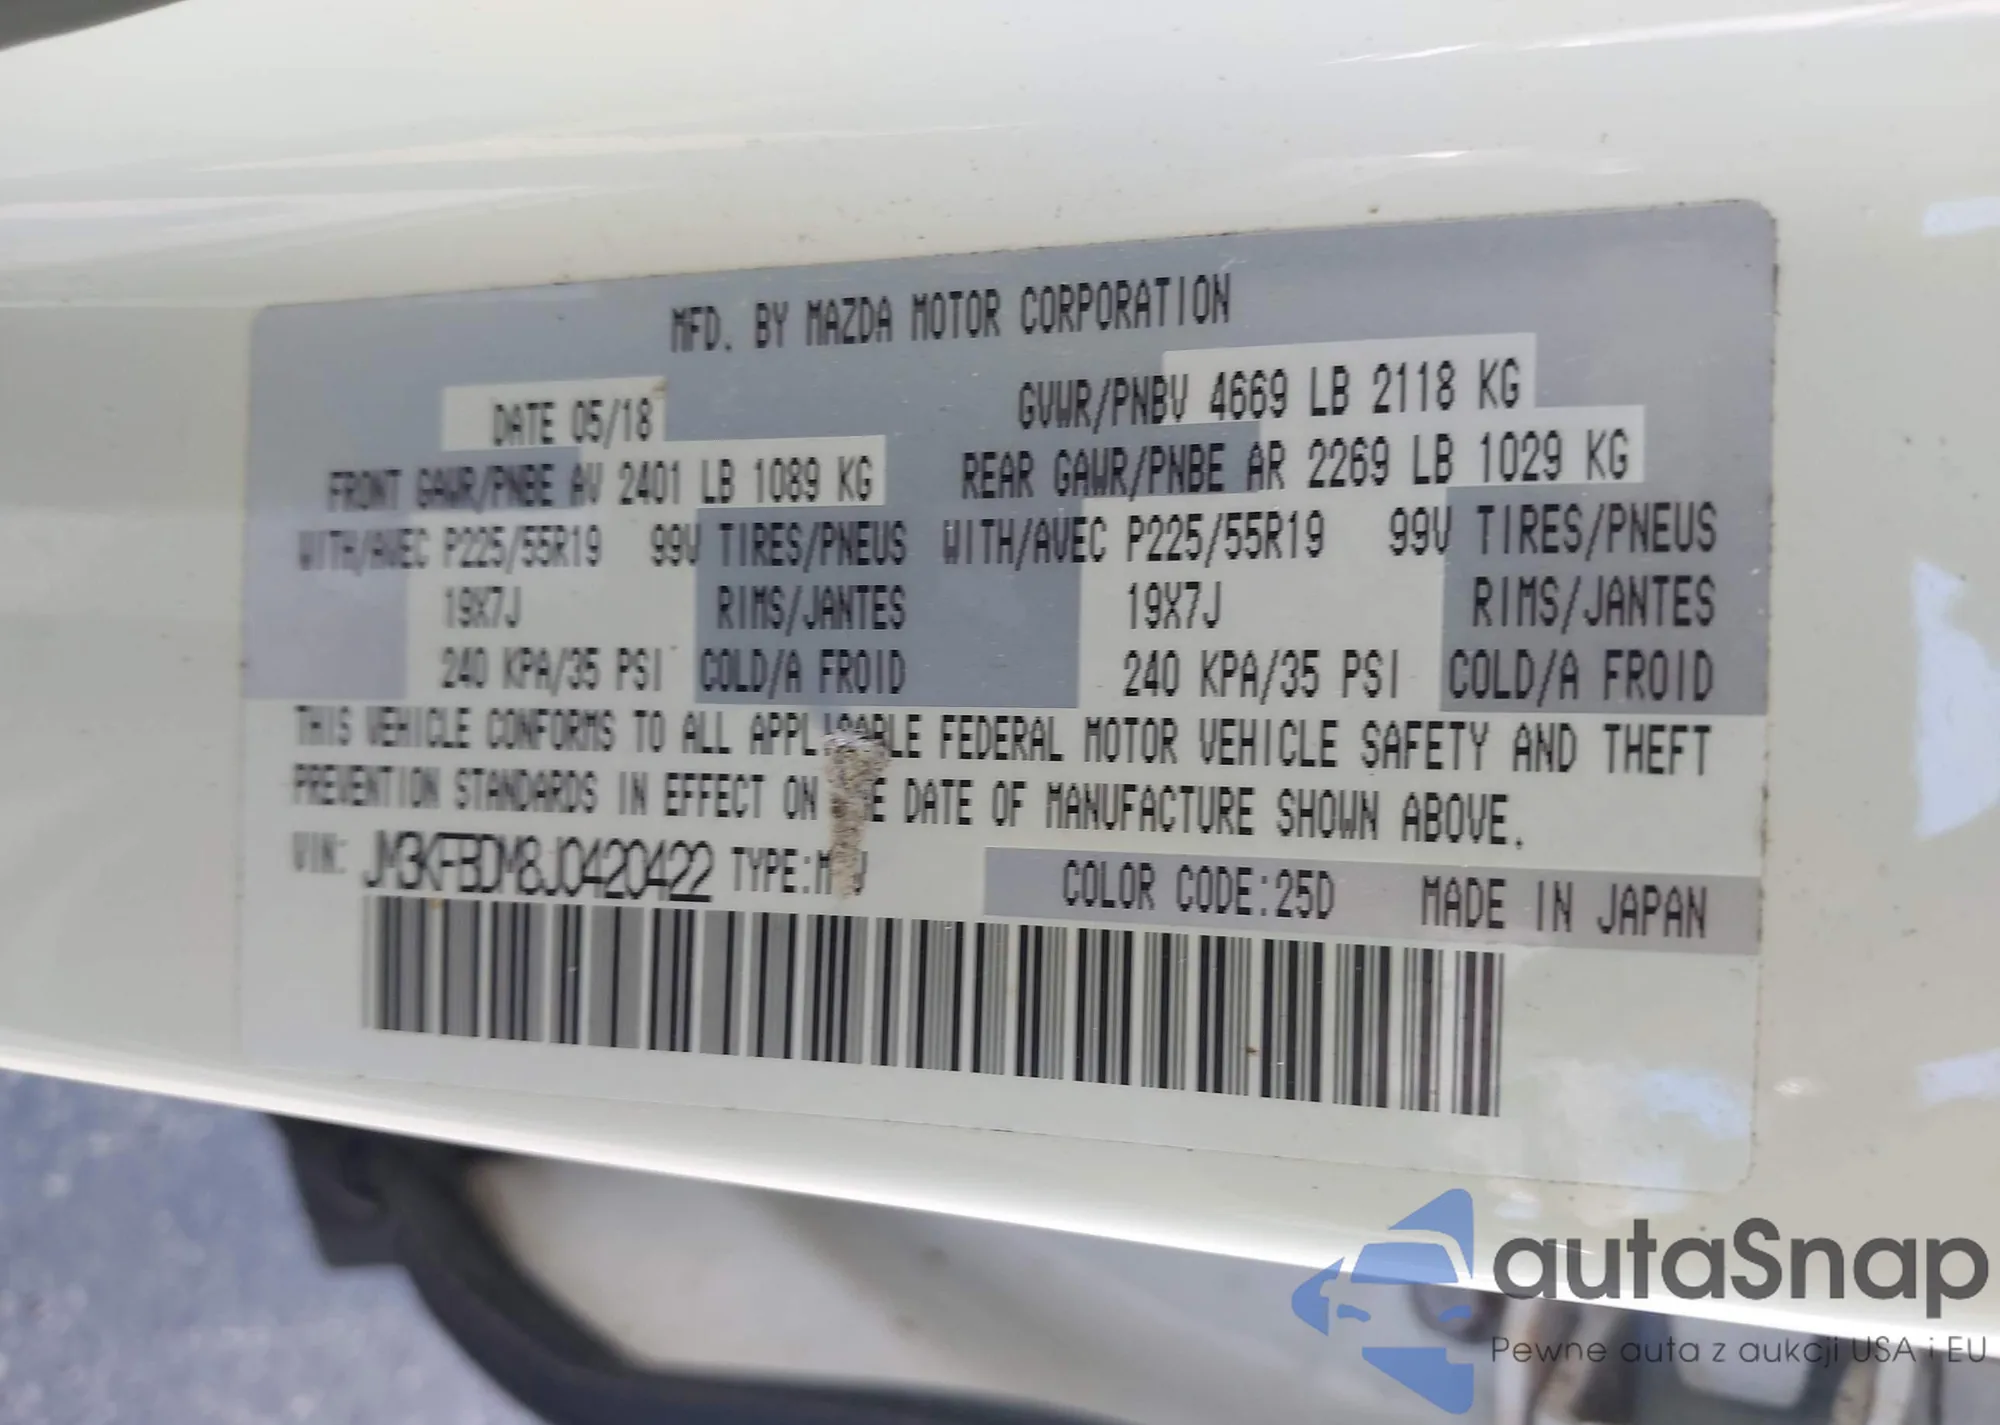 MFD. BY MAZDA MOTOR CORPORATION
DATE 05/18 GVWR/PNBV 4669 LB 2118 KG
FRONT GAWR/PNBE AV 2401 LB 1089 KG REAR GAWR/PNBE AR 2269 LB 1029 KG
WITH/AVEC P225/55R19 99V TIRES/PNEUS WITH/AVEC P225/55R19 99V TIRES/PNEUS
19X7J RIMS/JANTES 19X7J RIMS/JANTES
240 KPA/35 PSI COLD/A FROID 240 KPA/35 PSI COLD/A FROID
THIS VEHICLE CONFORMS TO ALL APPLICABLE FEDERAL MOTOR VEHICLE SAFETY AND THEFT
PREVENTION STANDARDS IN EFFECT ON DATE OF MANUFACTURE SHOWN ABOVE.
VIN: JM3KFBDM8J0420422 TYPE: COLOR CODE:25D MADE IN JAPAN
autaSnap
Pewne auta z aukcji USA i EU